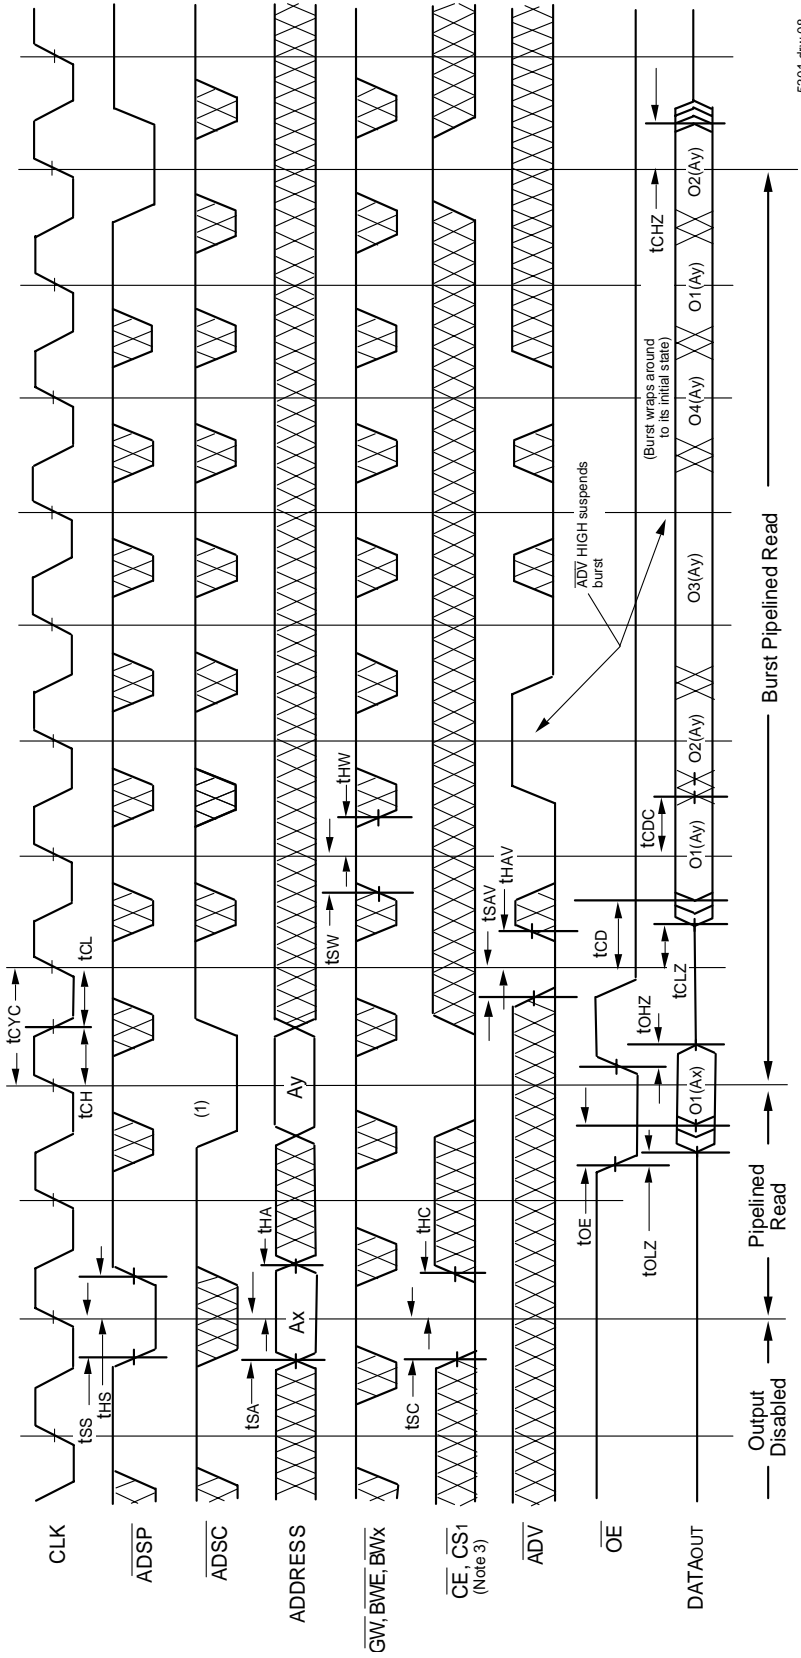 CLK
ADSP
ADSC
ADDRESS
GW, BWE, BWx
CE, CS1
(Note 3)
ADV
OE
DATAOUT
tCYC
tCH
tCL
tSS
tHS
(1)
tSA
tHA
Ax
Ay
tSW
tHW
tSC
tHC
tSAV
tHAV
ADV HIGH suspends
burst
tOE
tOHZ
tOLZ
tCD
tCLZ
tCDC
tCHZ
(Burst wraps around
to its initial state)
O1(Ax)
O1(Ay)
O2(Ay)
O3(Ay)
O4(Ay)
O1(Ay)
O2(Ay)
Output
Disabled
Pipelined
Read
Burst Pipelined Read